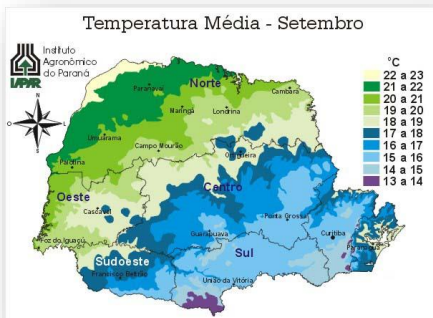 Temperatura Média - Setembro
Instituto
Agronômico
do Paraná
IAPAR
N
O
L
S
°C
22 a 23
21 a 22
20 a 21
19 a 20
18 a 19
17 a 18
16 a 17
15 a 16
14 a 15
13 a 14
Norte
Paranavaí
Cambará
Maringá
Londrina
Umuarama
Campo Mourão
Ortigueira
Palotina
Oeste
Centro
Cascavel
Ponta Grossa
Foz do Iguaçu
Guarapuava
Curitiba
Paranaguá
Sudoeste
Sul
Francisco Beltrão
União da Vitória